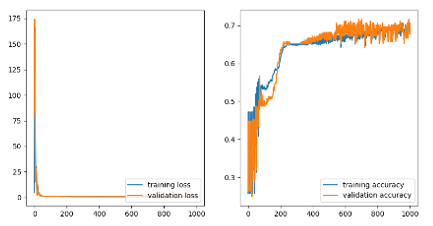 175
150
125
100
75
50
25
0
0 200 400 600 800 1000
training loss
validation loss
0.7
0.6
0.5
0.4
0.3
0 200 400 600 800 1000
training accuracy
validation accuracy